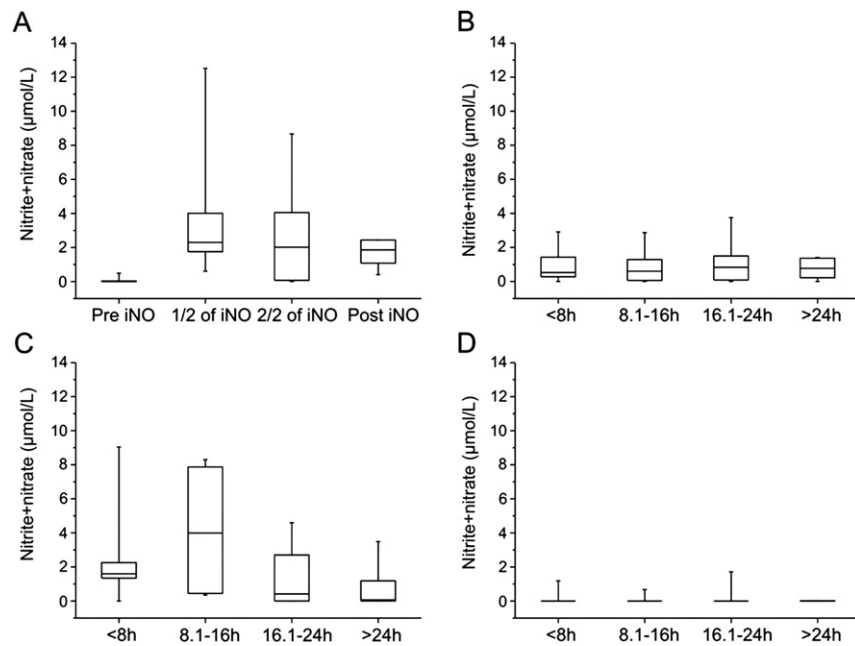 A
Nitrite+nitrate (µmol/L)
14
12
10
8
6
4
2
0
Pre iNO 1/2 of iNO 2/2 of iNO Post iNO
B
Nitrite+nitrate (µmol/L)
14
12
10
8
6
4
2
0
<8h 8.1-16h 16.1-24h >24h
C
Nitrite+nitrate (µmol/L)
14
12
10
8
6
4
2
0
<8h 8.1-16h 16.1-24h >24h
D
Nitrite+nitrate (µmol/L)
14
12
10
8
6
4
2
0
<8h 8.1-16h 16.1-24h >24h